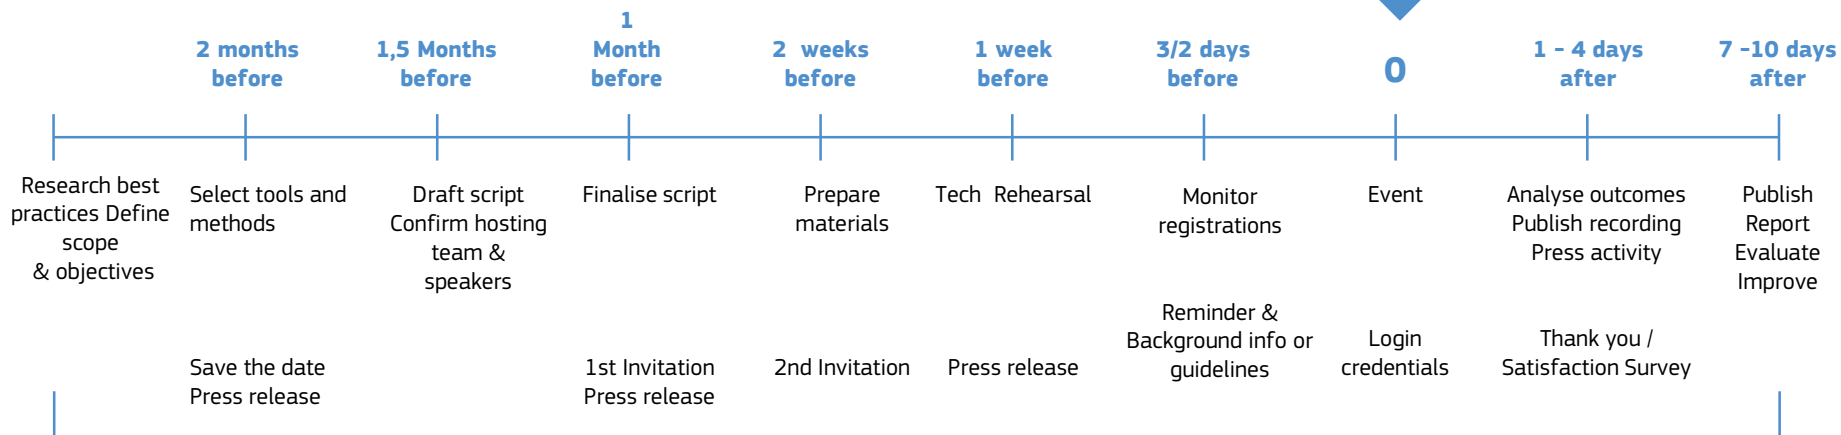 2 months
before
1,5 Months
before
1
Month
before
2 weeks
before
1 week
before
3/2 days
before
0
1 - 4 days
after
7 -10 days
after
Research best
practices Define
scope
& objectives
Select tools and
methods
Draft script
Confirm hosting
team &
speakers
Finalise script
Prepare
materials
Tech Rehearsal
Monitor
registrations
Event
Analyse outcomes
Publish recording
Press activity
Publish
Report
Evaluate
Improve
Save the date
Press release
1st Invitation
Press release
2nd Invitation
Press release
Reminder &
Background info or
guidelines
Login
credentials
Thank you /
Satisfaction Survey